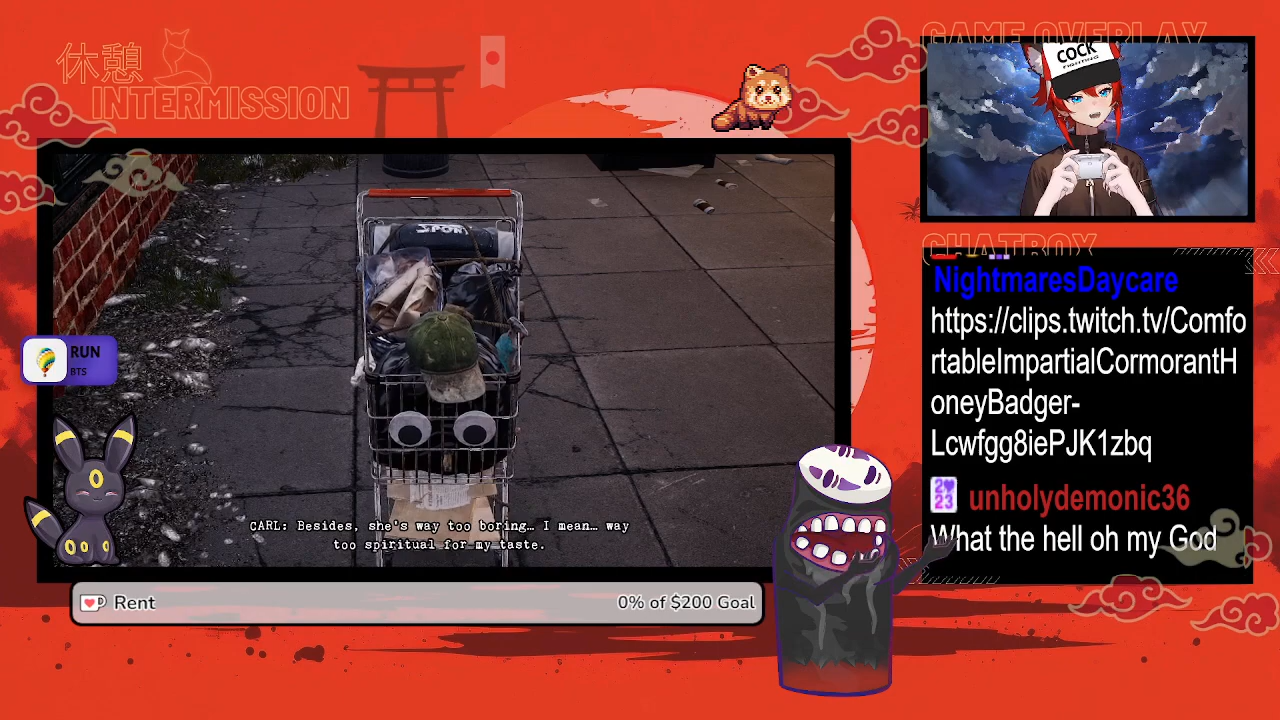 休憩
INTERMISSION
GAME OVERLAY
COCK
SPORT
RUN
BTS
CARL: Besides, she's way too boring… I mean… way
too spiritual for my taste.
Rent
0% of $200 Goal
CHATBOX
NightmaresDaycare
https://clips.twitch.tv/Comfo
rtableImpartialCormorantH
oneyBadger-
Lcwfgg8iePJK1zbq
unholydemonic36
What the hell oh my God